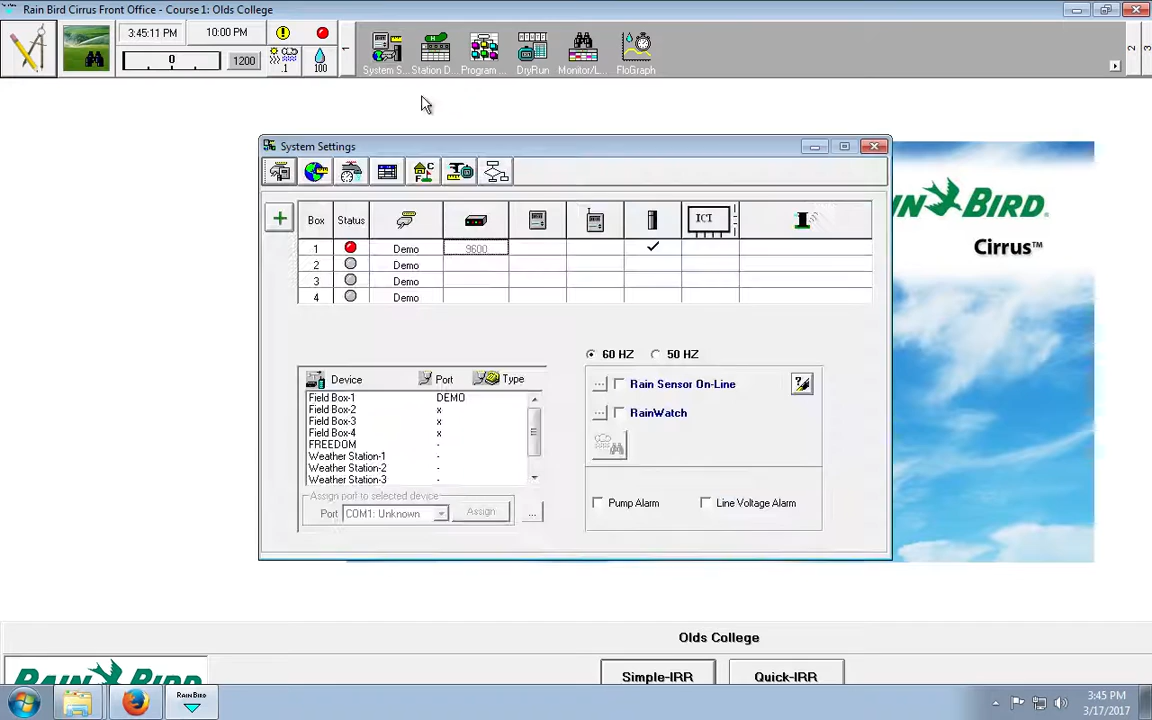 Rain Bird Cirrus Front Office - Course 1: Olds College
3:45:11 PM
10:00 PM
0
1200
.1
100
System S...
Station D...
Program ...
DryRun
Monitor/L...
FloGraph
2
3
System Settings
Box Status
ICI
1 Demo 9600
2 Demo
3 Demo
4 Demo
60 HZ 50 HZ
Device Port Type
Field Box-1 DEMO
Field Box-2 x
Field Box-3 x
Field Box-4 x
FREEDOM -
Weather Station-1 -
Weather Station-2 -
Weather Station-3 -
Assign port to selected device
Port COM1: Unknown Assign ...
... Rain Sensor On-Line
... RainWatch
Pump Alarm Line Voltage Alarm
RAIN BIRD
Cirrus™
Olds College
RAIN BIRD
Simple-IRR Quick-IRR
RAIN BIRD
3:45 PM
3/17/2017